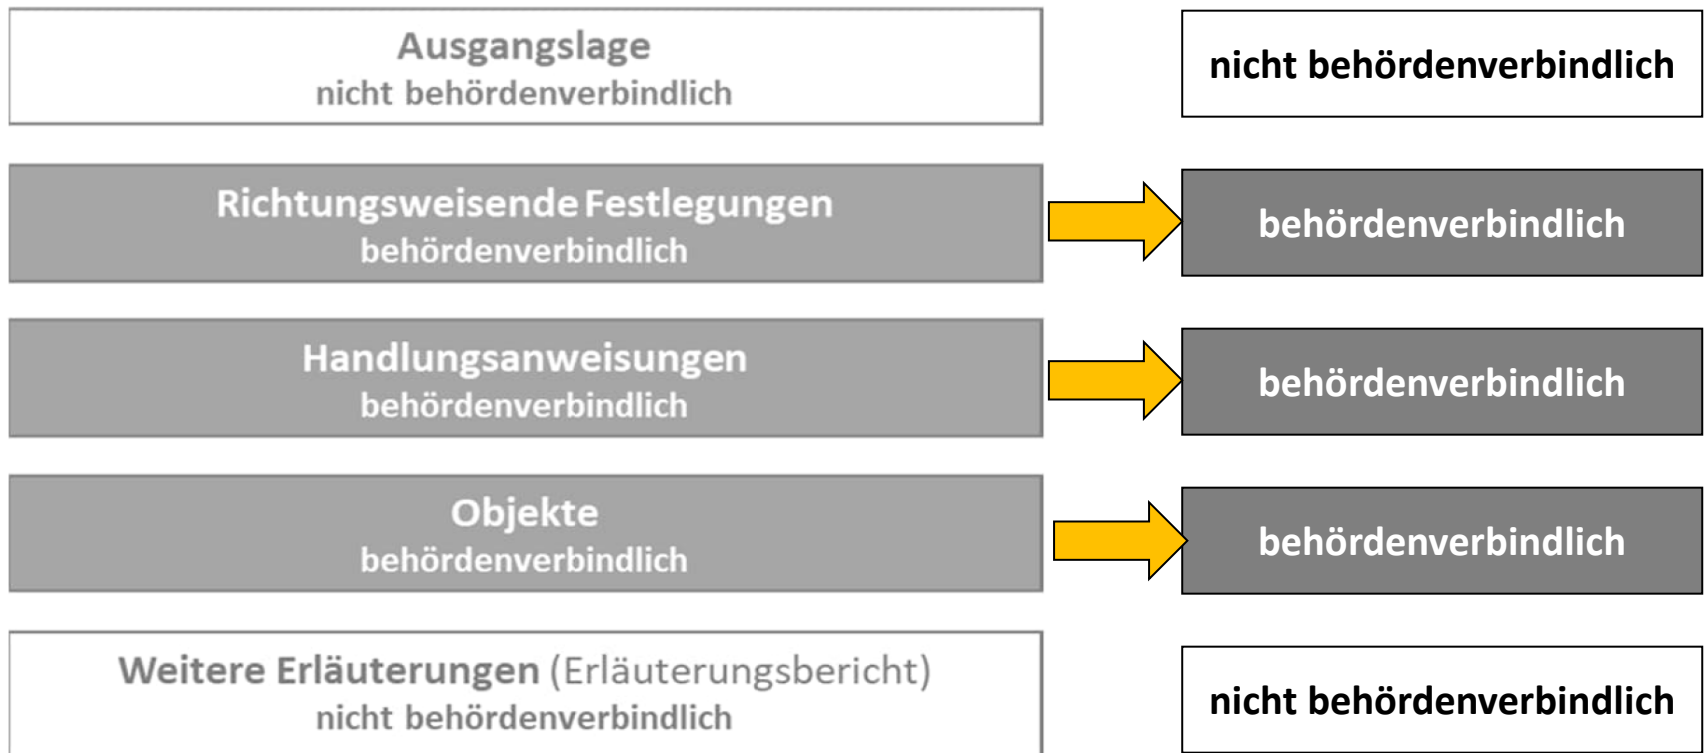 Ausgangslage
nicht behördenverbindlich
nicht behördenverbindlich
Richtungsweisende Festlegungen
behördenverbindlich
behördenverbindlich
Handlungsanweisungen
behördenverbindlich
behördenverbindlich
Objekte
behördenverbindlich
behördenverbindlich
Weitere Erläuterungen (Erläuterungsbericht)
nicht behördenverbindlich
nicht behördenverbindlich